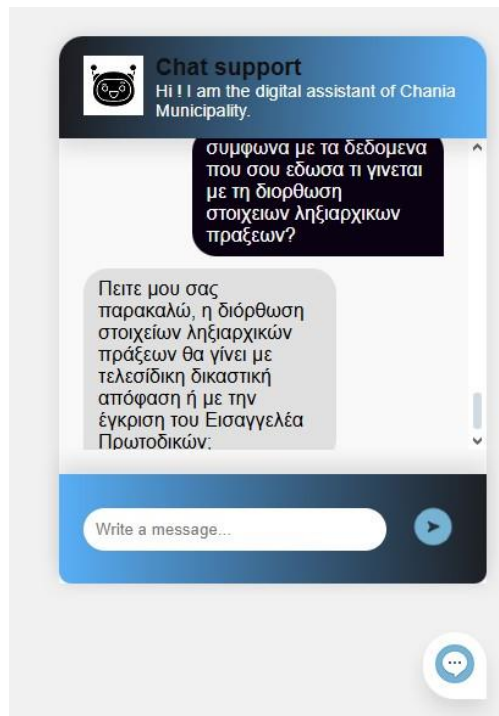 Chat support
Hi ! I am the digital assistant of Chania
Municipality.
συμφωνα με τα δεδομενα
που σου εδωσα τι γινεται
με τη διορθωση
στοιχειων ληξιαρχικων
πραξεων?
Πειτε μου σας
παρακαλώ, η διόρθωση
στοιχείων ληξιαρχικών
πράξεων θα γίνει με
τελεσίδικη δικαστική
απόφαση ή με την
έγκριση του Εισαγγελέα
Πρωτοδικών;
Write a message...